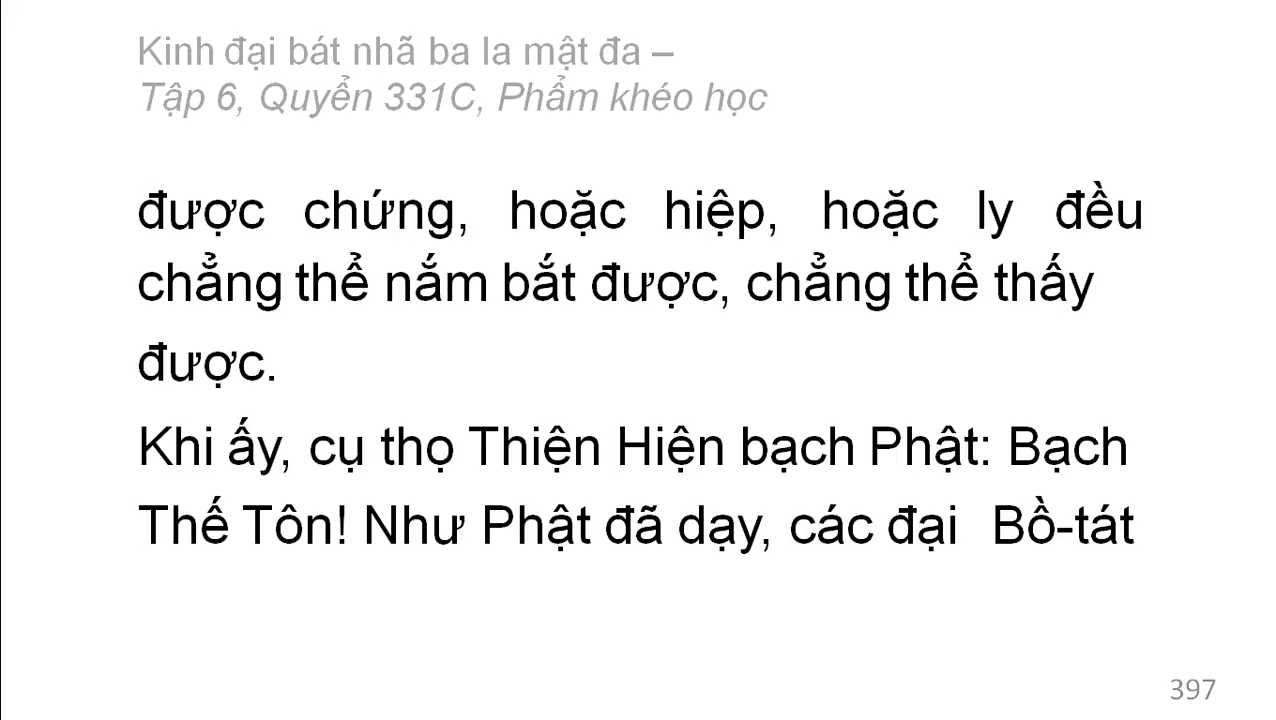 Kinh đại bát nhã ba la mật đa –
Tập 6, Quyển 331C, Phẩm khéo học
được chứng, hoặc hiệp, hoặc ly đều
chẳng thể nắm bắt được, chẳng thể thấy
được.
Khi ấy, cụ thọ Thiện Hiện bạch Phật: Bạch
Thế Tôn! Như Phật đã dạy, các đại Bồ-tát
397